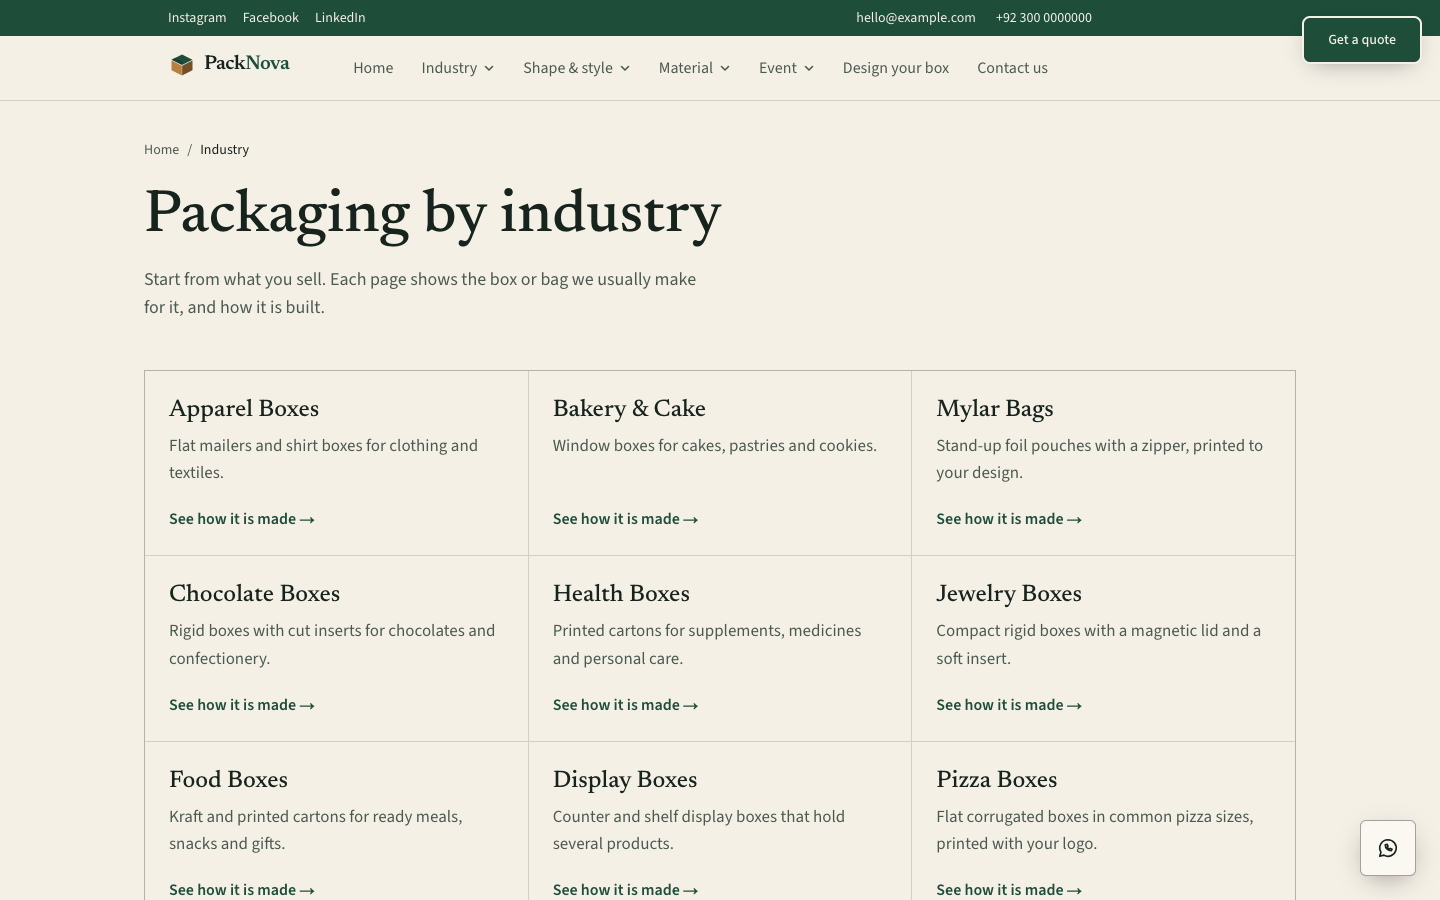 Instagram Facebook LinkedIn hello@example.com +92 300 0000000
Get a quote
PackNova Home Industry Shape & style Material Event Design your box Contact us
Home / Industry
Packaging by industry
Start from what you sell. Each page shows the box or bag we usually make
for it, and how it is built.
Apparel Boxes
Flat mailers and shirt boxes for clothing and
textiles.
See how it is made →
Bakery & Cake
Window boxes for cakes, pastries and cookies.
See how it is made →
Mylar Bags
Stand-up foil pouches with a zipper, printed to
your design.
See how it is made →
Chocolate Boxes
Rigid boxes with cut inserts for chocolates and
confectionery.
See how it is made →
Health Boxes
Printed cartons for supplements, medicines
and personal care.
See how it is made →
Jewelry Boxes
Compact rigid boxes with a magnetic lid and a
soft insert.
See how it is made →
Food Boxes
Kraft and printed cartons for ready meals,
snacks and gifts.
See how it is made →
Display Boxes
Counter and shelf display boxes that hold
several products.
See how it is made →
Pizza Boxes
Flat corrugated boxes in common pizza sizes,
printed with your logo.
See how it is made →